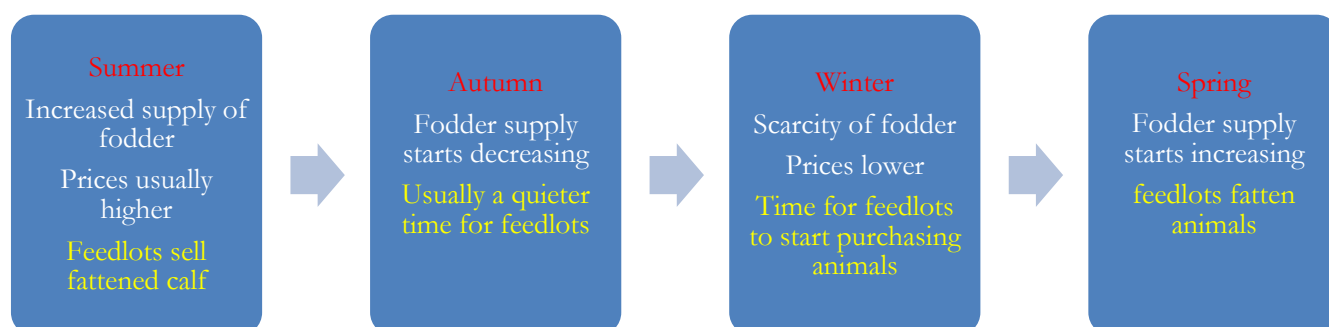 Summer
Increased supply of
fodder
Prices usually
higher
Feedlots sell
fattened calf
Autumn
Fodder supply
starts decreasing
Usually a quieter
time for feedlots
Winter
Scarcity of fodder
Prices lower
Time for feedlots
to start purchasing
animals
Spring
Fodder supply
starts increasing
feedlots fatten
animals